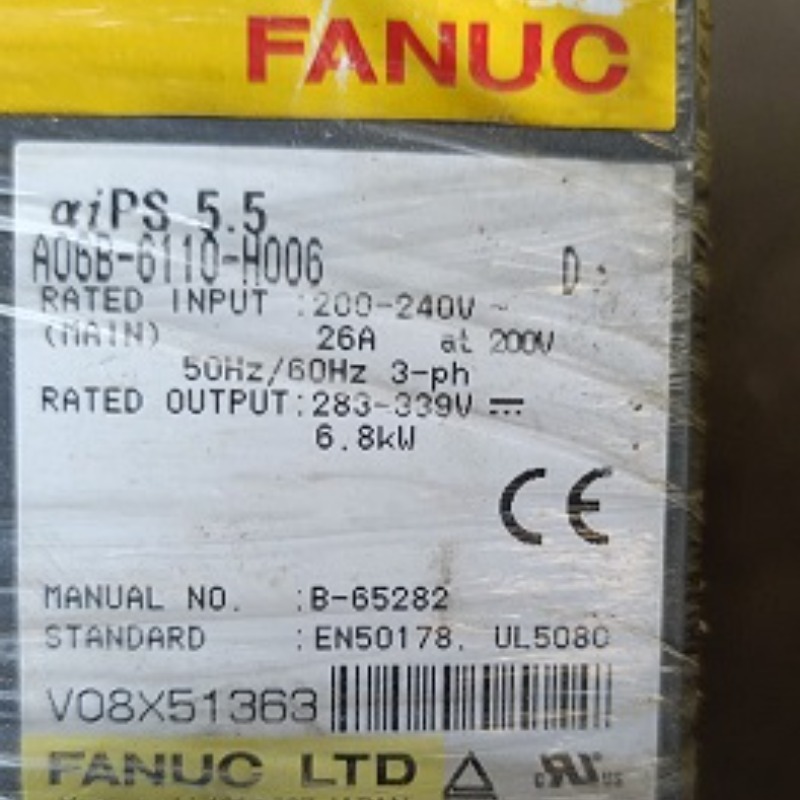 FANUC
αiPS 5.5
A06B-6110-H006 D
RATED INPUT :200-240V ~
(MAIN) 26A at 200V
50Hz/60Hz 3-ph
RATED OUTPUT:283-339V ⎓
6.8kW
CE
MANUAL NO. :B-65282
STANDARD :EN50178, UL508C
V08X51363
FANUC LTD